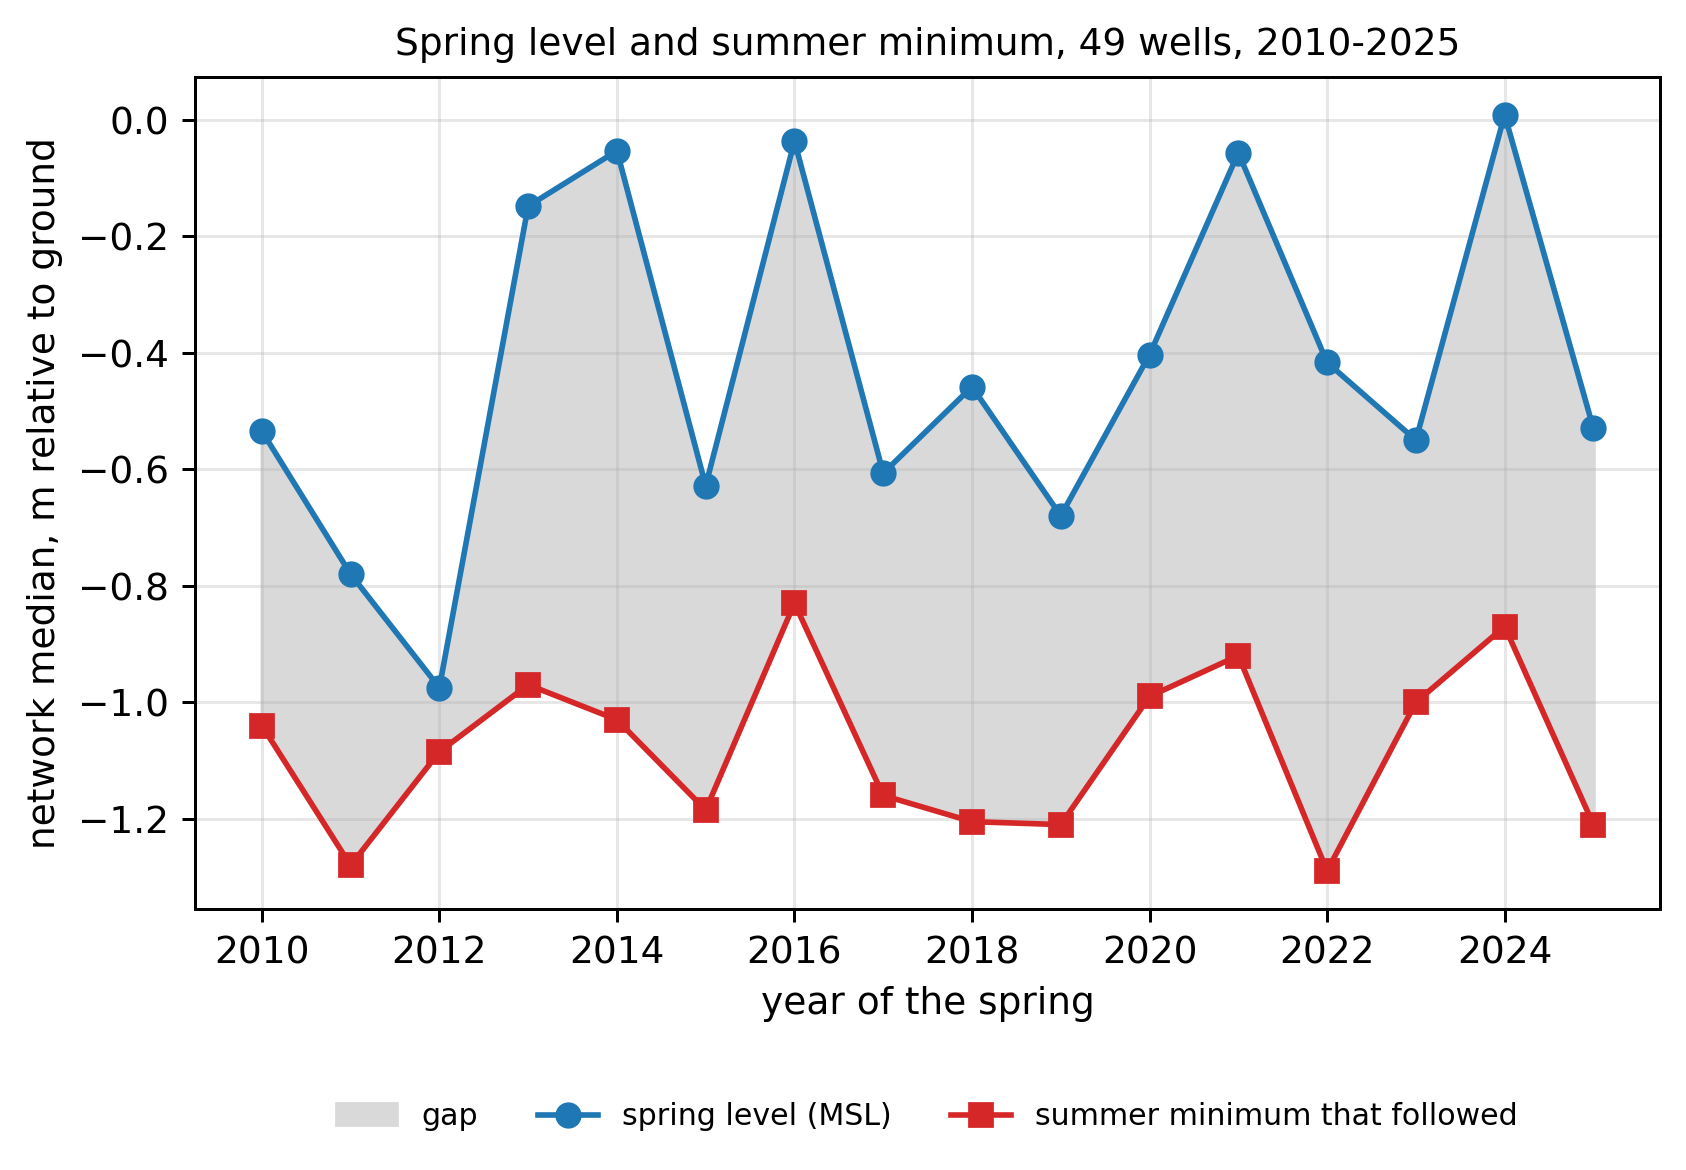 Spring level and summer minimum, 49 wells, 2010-2025
network median, m relative to ground
0.0
−0.2
−0.4
−0.6
−0.8
−1.0
−1.2
2010 2012 2014 2016 2018 2020 2022 2024
year of the spring
gap spring level (MSL) summer minimum that followed